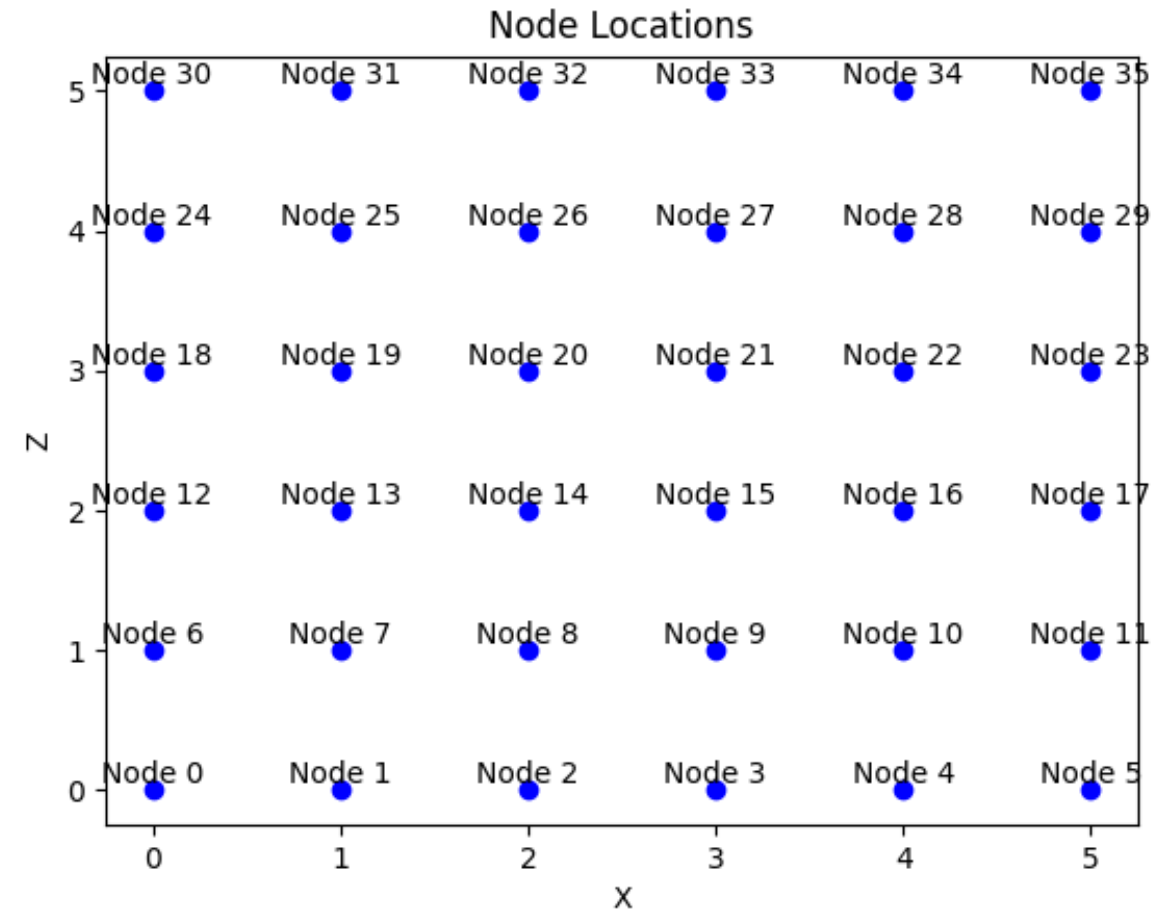 Node Locations
Node 30 Node 31 Node 32 Node 33 Node 34 Node 35
5
Node 24 Node 25 Node 26 Node 27 Node 28 Node 29
4
Node 18 Node 19 Node 20 Node 21 Node 22 Node 23
3
Z
Node 12 Node 13 Node 14 Node 15 Node 16 Node 17
2
Node 6 Node 7 Node 8 Node 9 Node 10 Node 11
1
Node 0 Node 1 Node 2 Node 3 Node 4 Node 5
0
0 1 2 3 4 5
X